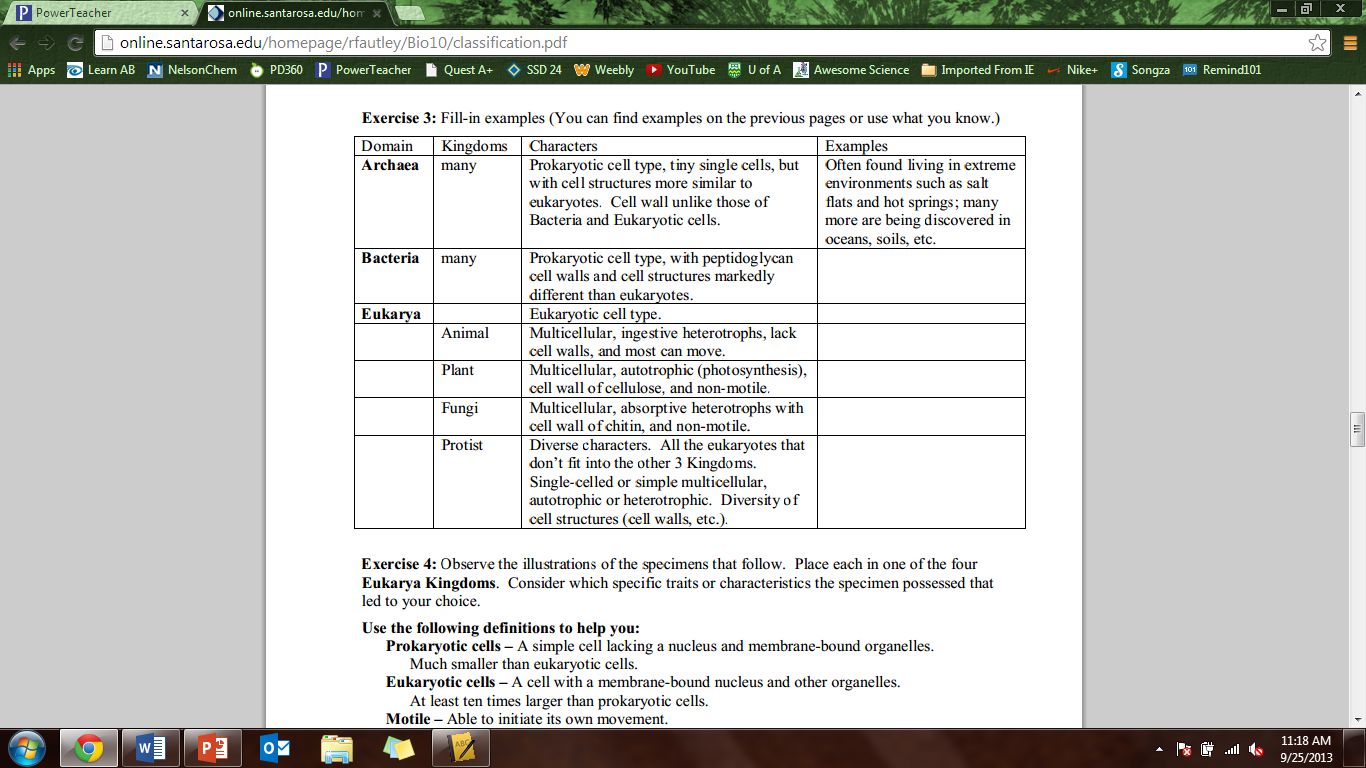 PowerTeacher
online.santarosa.edu/hom
online.santarosa.edu/homepage/rfautley/Bio10/classification.pdf
Apps Learn AB NelsonChem PD360 PowerTeacher Quest A+ SSD 24 Weebly YouTube U of A Awesome Science Imported From IE Nike+ Songza Remind101
Exercise 3: Fill-in examples (You can find examples on the previous pages or use what you know.)
Domain Kingdoms Characters Examples
Archaea many Prokaryotic cell type, tiny single cells, but Often found living in extreme
with cell structures more similar to environments such as salt
eukaryotes. Cell wall unlike those of flats and hot springs; many
Bacteria and Eukaryotic cells. more are being discovered in
oceans, soils, etc.
Bacteria many Prokaryotic cell type, with peptidoglycan
cell walls and cell structures markedly
different than eukaryotes.
Eukarya Eukaryotic cell type.
Animal Multicellular, ingestive heterotrophs, lack
cell walls, and most can move.
Plant Multicellular, autotrophic (photosynthesis),
cell wall of cellulose, and non-motile.
Fungi Multicellular, absorptive heterotrophs with
cell wall of chitin, and non-motile.
Protist Diverse characters. All the eukaryotes that
don't fit into the other 3 Kingdoms.
Single-celled or simple multicellular,
autotrophic or heterotrophic. Diversity of
cell structures (cell walls, etc.).
Exercise 4: Observe the illustrations of the specimens that follow. Place each in one of the four
Eukarya Kingdoms. Consider which specific traits or characteristics the specimen possessed that
led to your choice.
Use the following definitions to help you:
Prokaryotic cells – A simple cell lacking a nucleus and membrane-bound organelles.
Much smaller than eukaryotic cells.
Eukaryotic cells – A cell with a membrane-bound nucleus and other organelles.
At least ten times larger than prokaryotic cells.
Motile – Able to initiate its own movement.
11:18 AM
9/25/2013